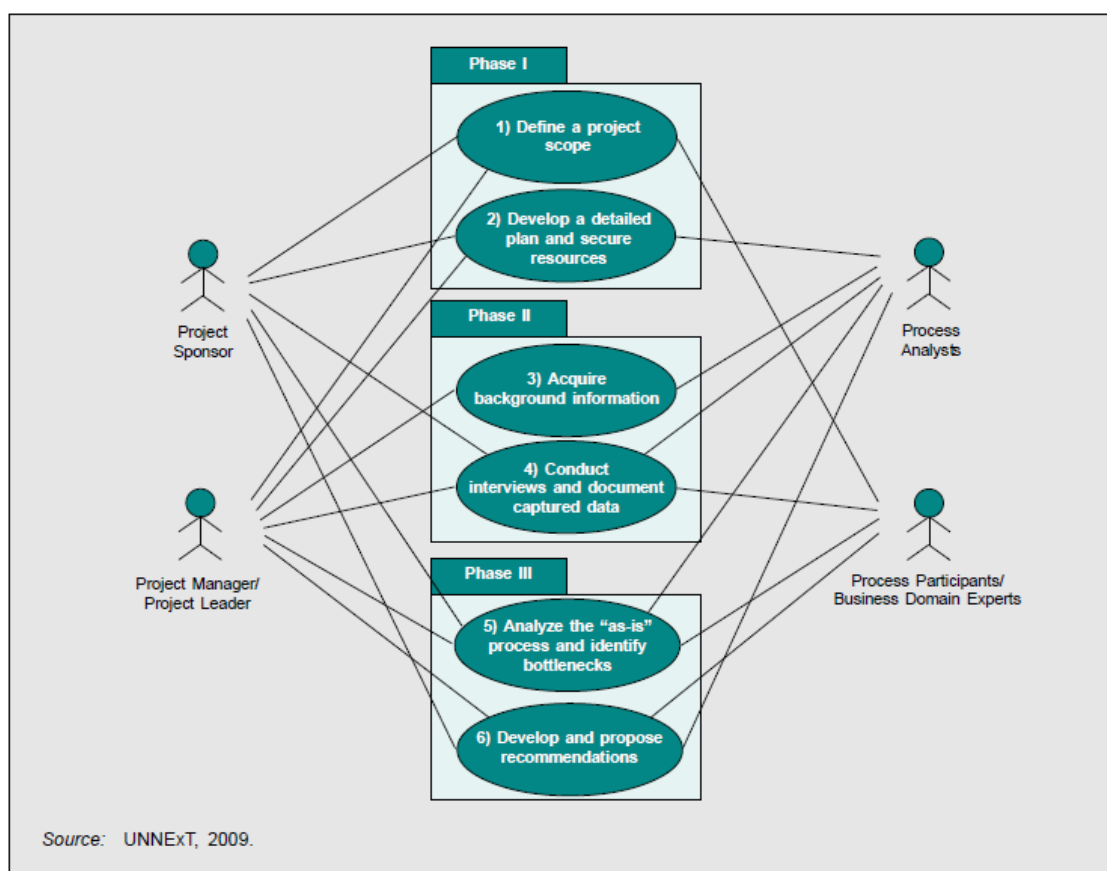 Phase I
1) Define a project
scope
2) Develop a detailed
plan and secure
resources
Project
Sponsor
Process
Analysts
Phase II
3) Acquire
background information
4) Conduct
interviews and document
captured data
Project Manager/
Project Leader
Process Participants/
Business Domain Experts
Phase III
5) Analyze the “as-is”
process and identify
bottlenecks
6) Develop and propose
recommendations
Source: UNNExT, 2009.